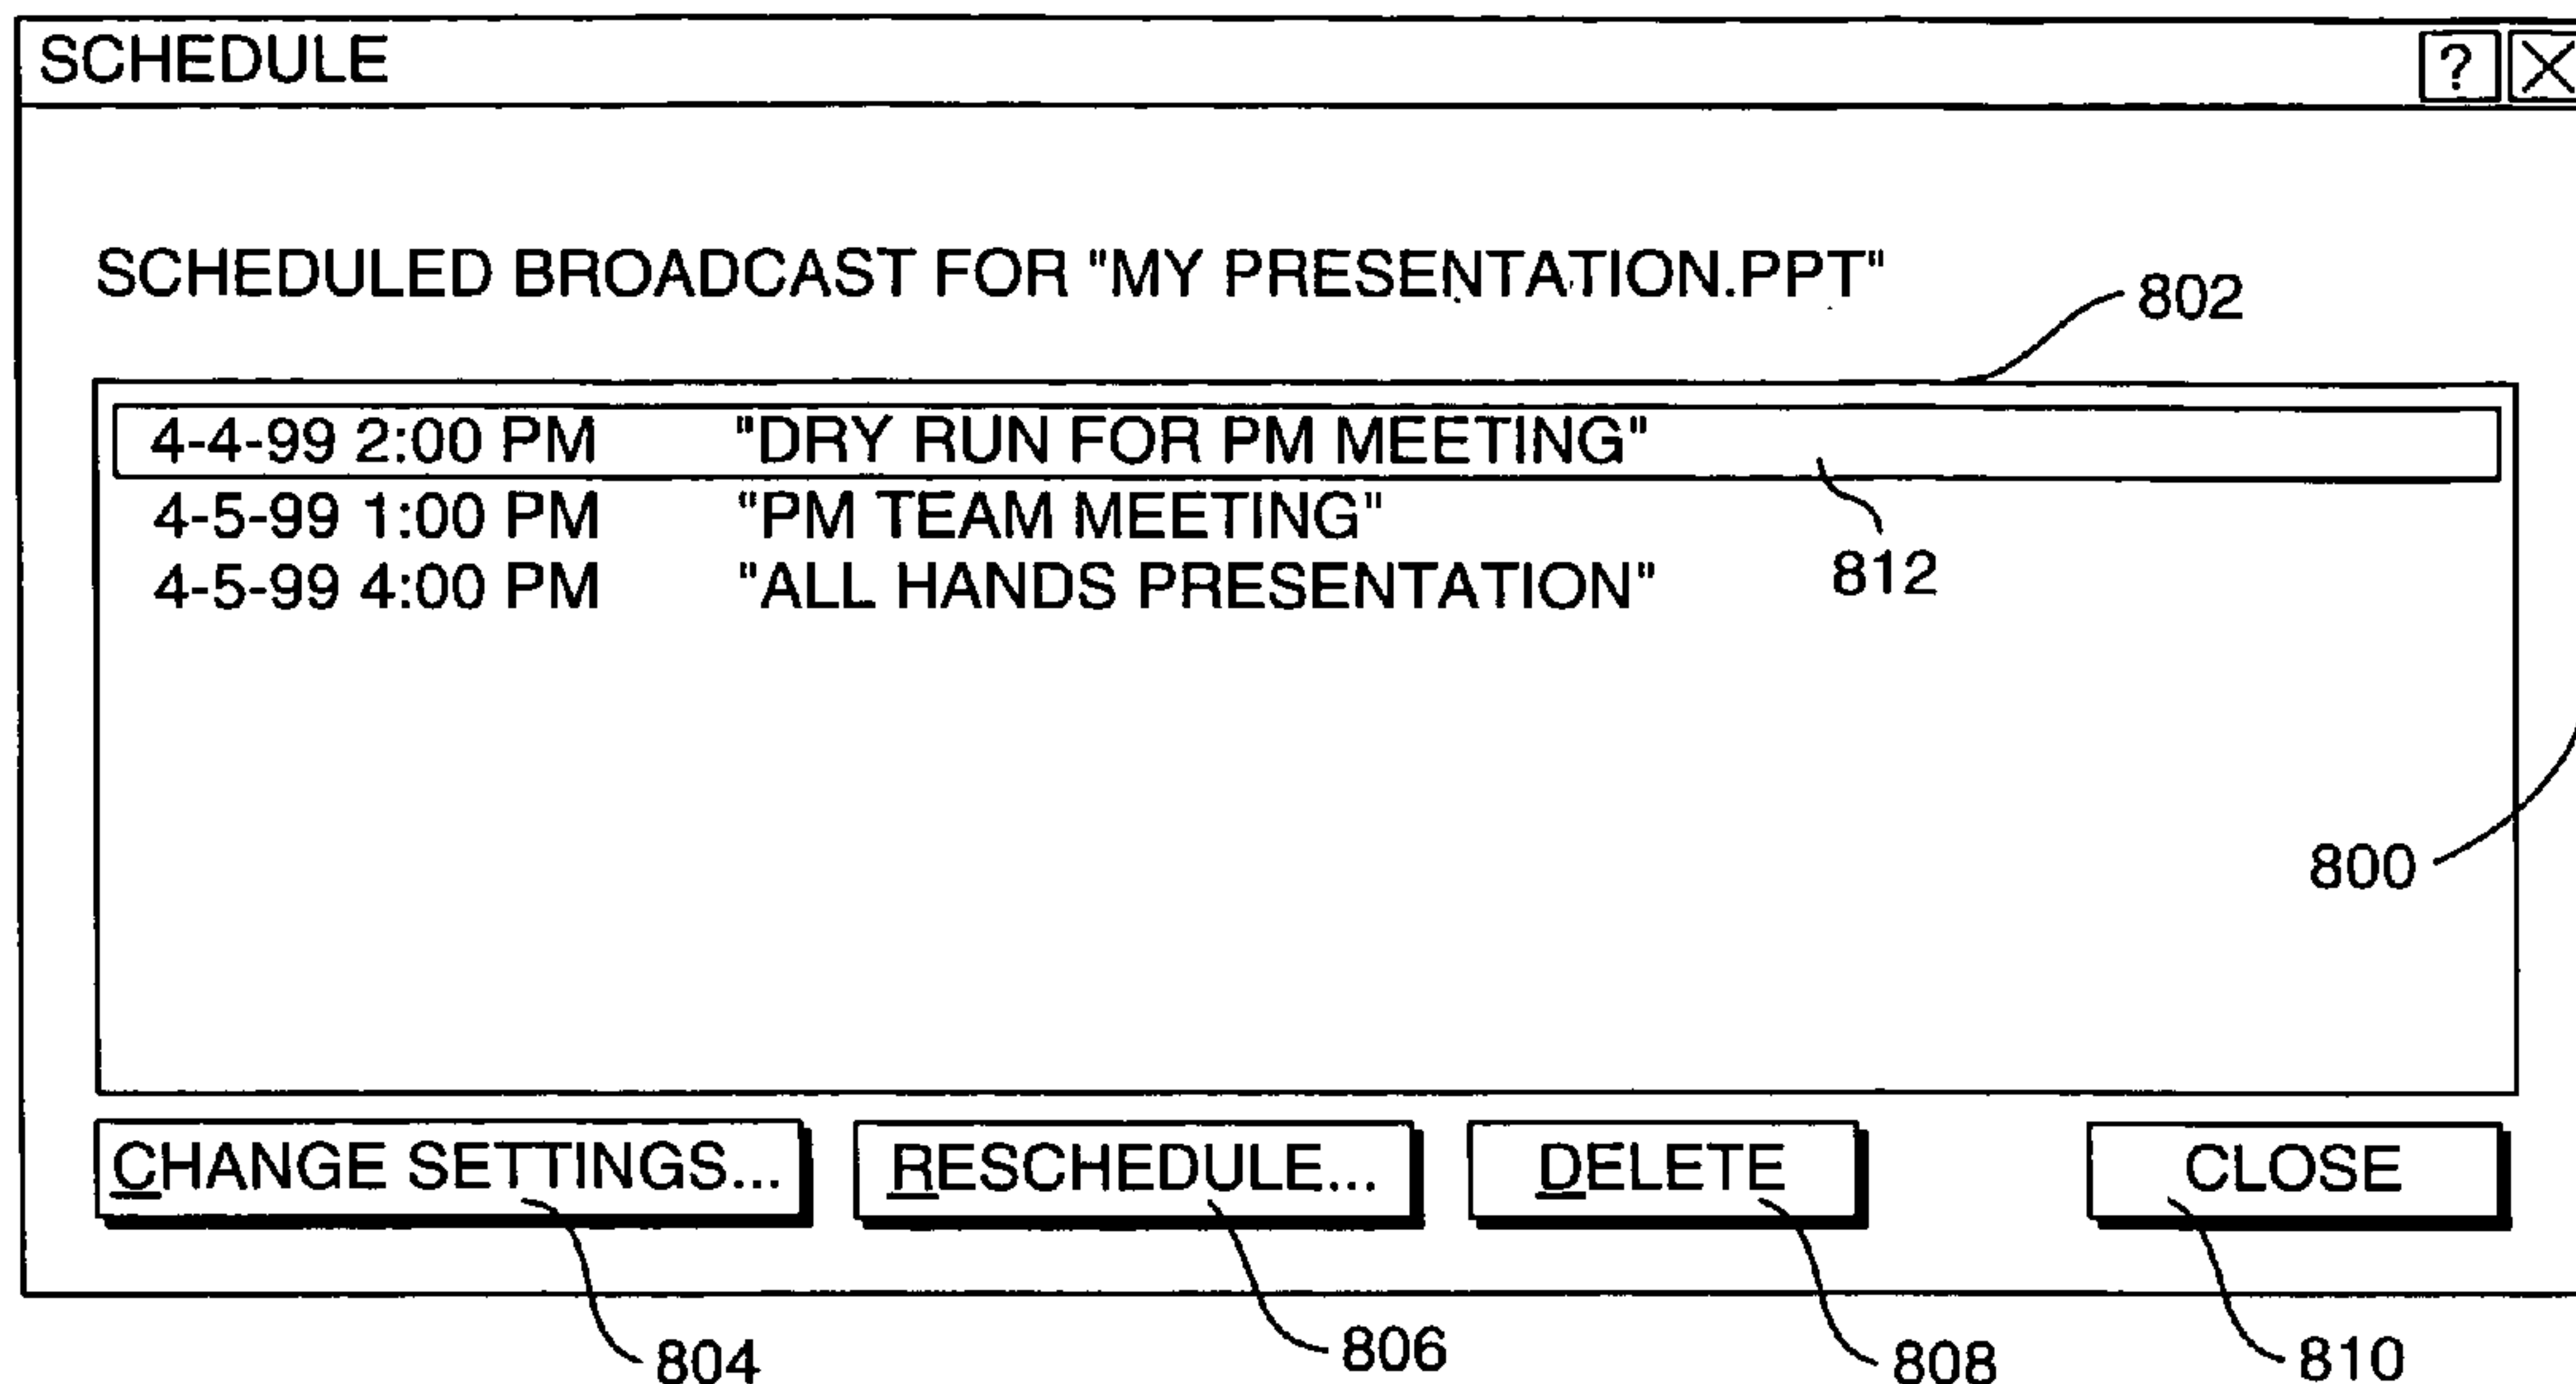 SCHEDULE ?
SCHEDULED BROADCAST FOR "MY PRESENTATION.PPT"
802
4-4-99 2:00 PM "DRY RUN FOR PM MEETING"
4-5-99 1:00 PM "PM TEAM MEETING"
812
4-5-99 4:00 PM "ALL HANDS PRESENTATION"
800
CHANGE SETTINGS... RESCHEDULE... DELETE CLOSE
804 806 808 810